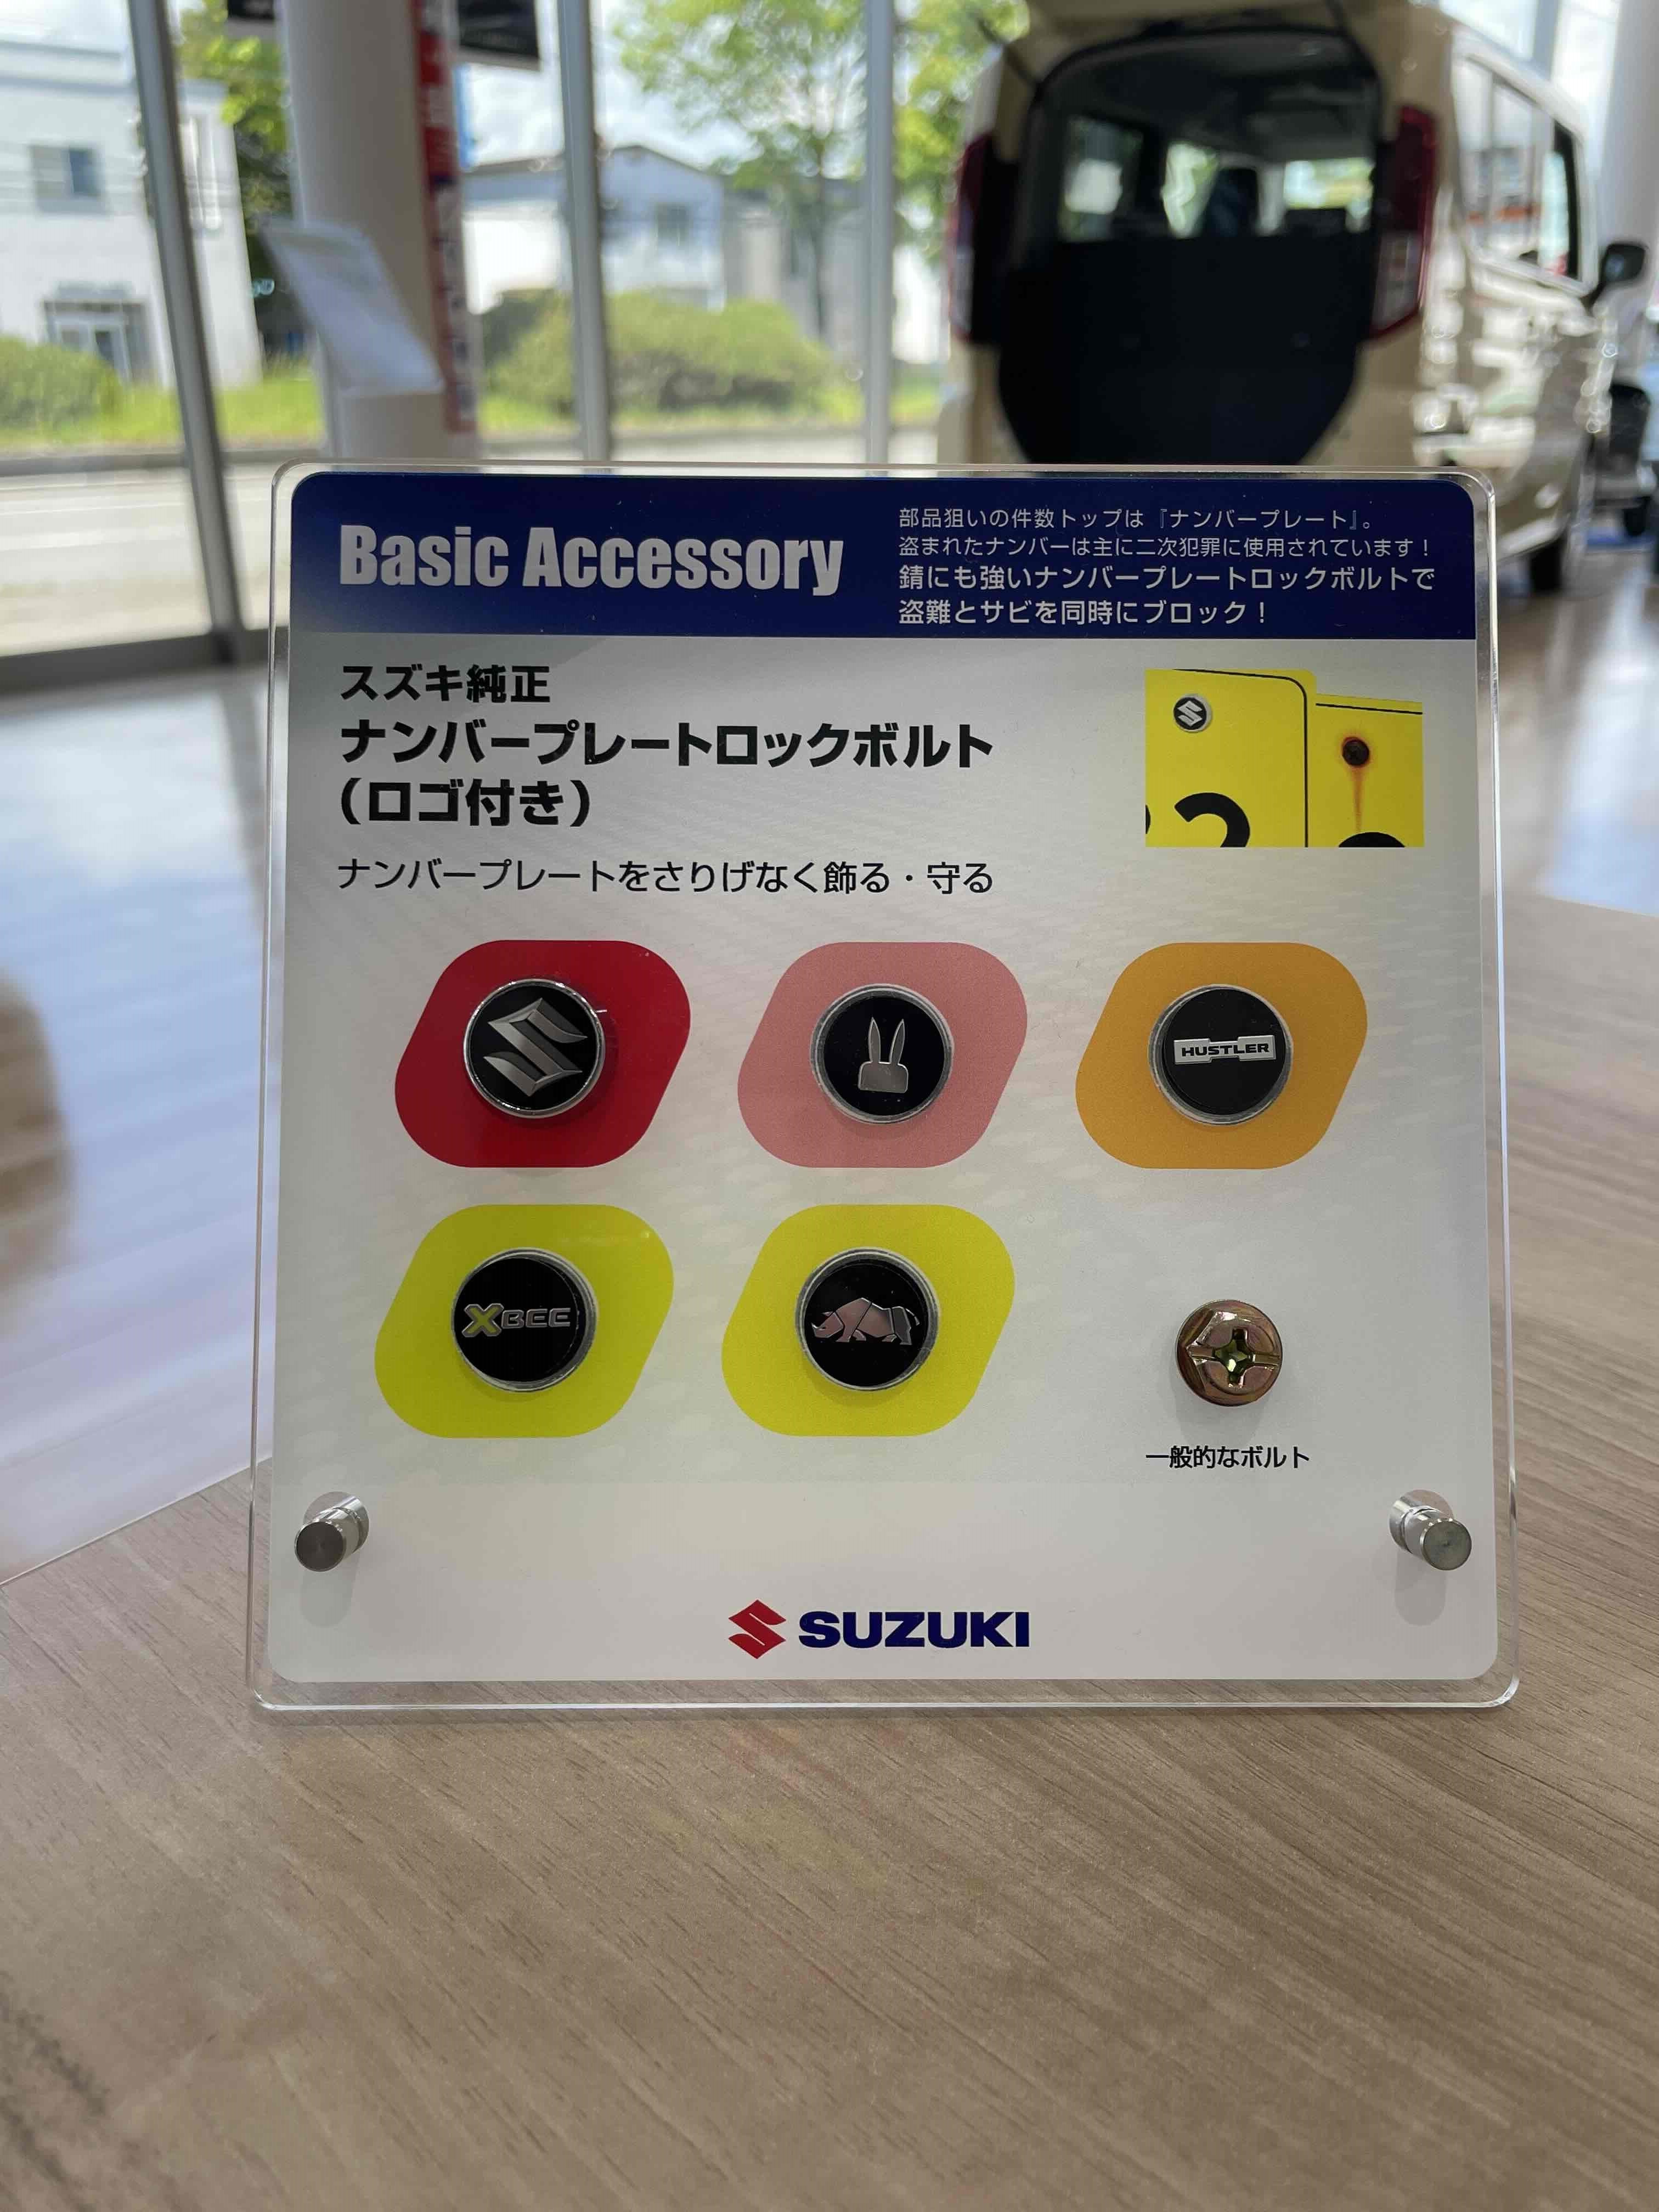 Basic Accessory
部品狙いの件数トップは『ナンバープレート』。
盗まれたナンバーは主に二次犯罪に使用されています！
錆にも強いナンバープレートロックボルトで
盗難とサビを同時にブロック！
スズキ純正
ナンバープレートロックボルト
（ロゴ付き）
ナンバープレートをさりげなく飾る・守る
2
HUSTLER
XBEE
一般的なボルト
SUZUKI